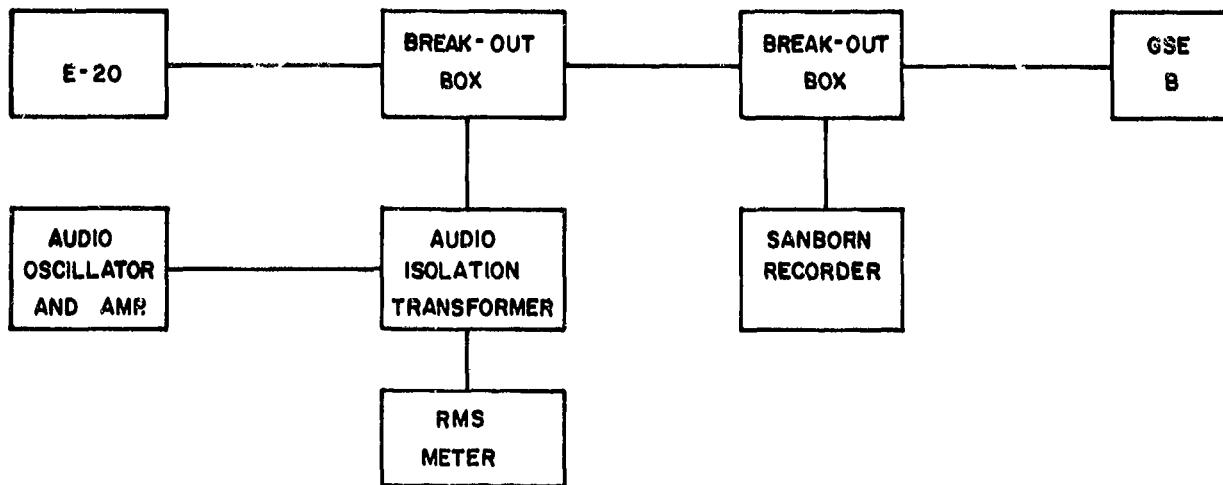 E-20
BREAK-OUT
BOX
BREAK-OUT
BOX
GSE
B
AUDIO
OSCILLATOR
AND AMP.
AUDIO
ISOLATION
TRANSFORMER
SANBORN
RECORDER
RMS
METER